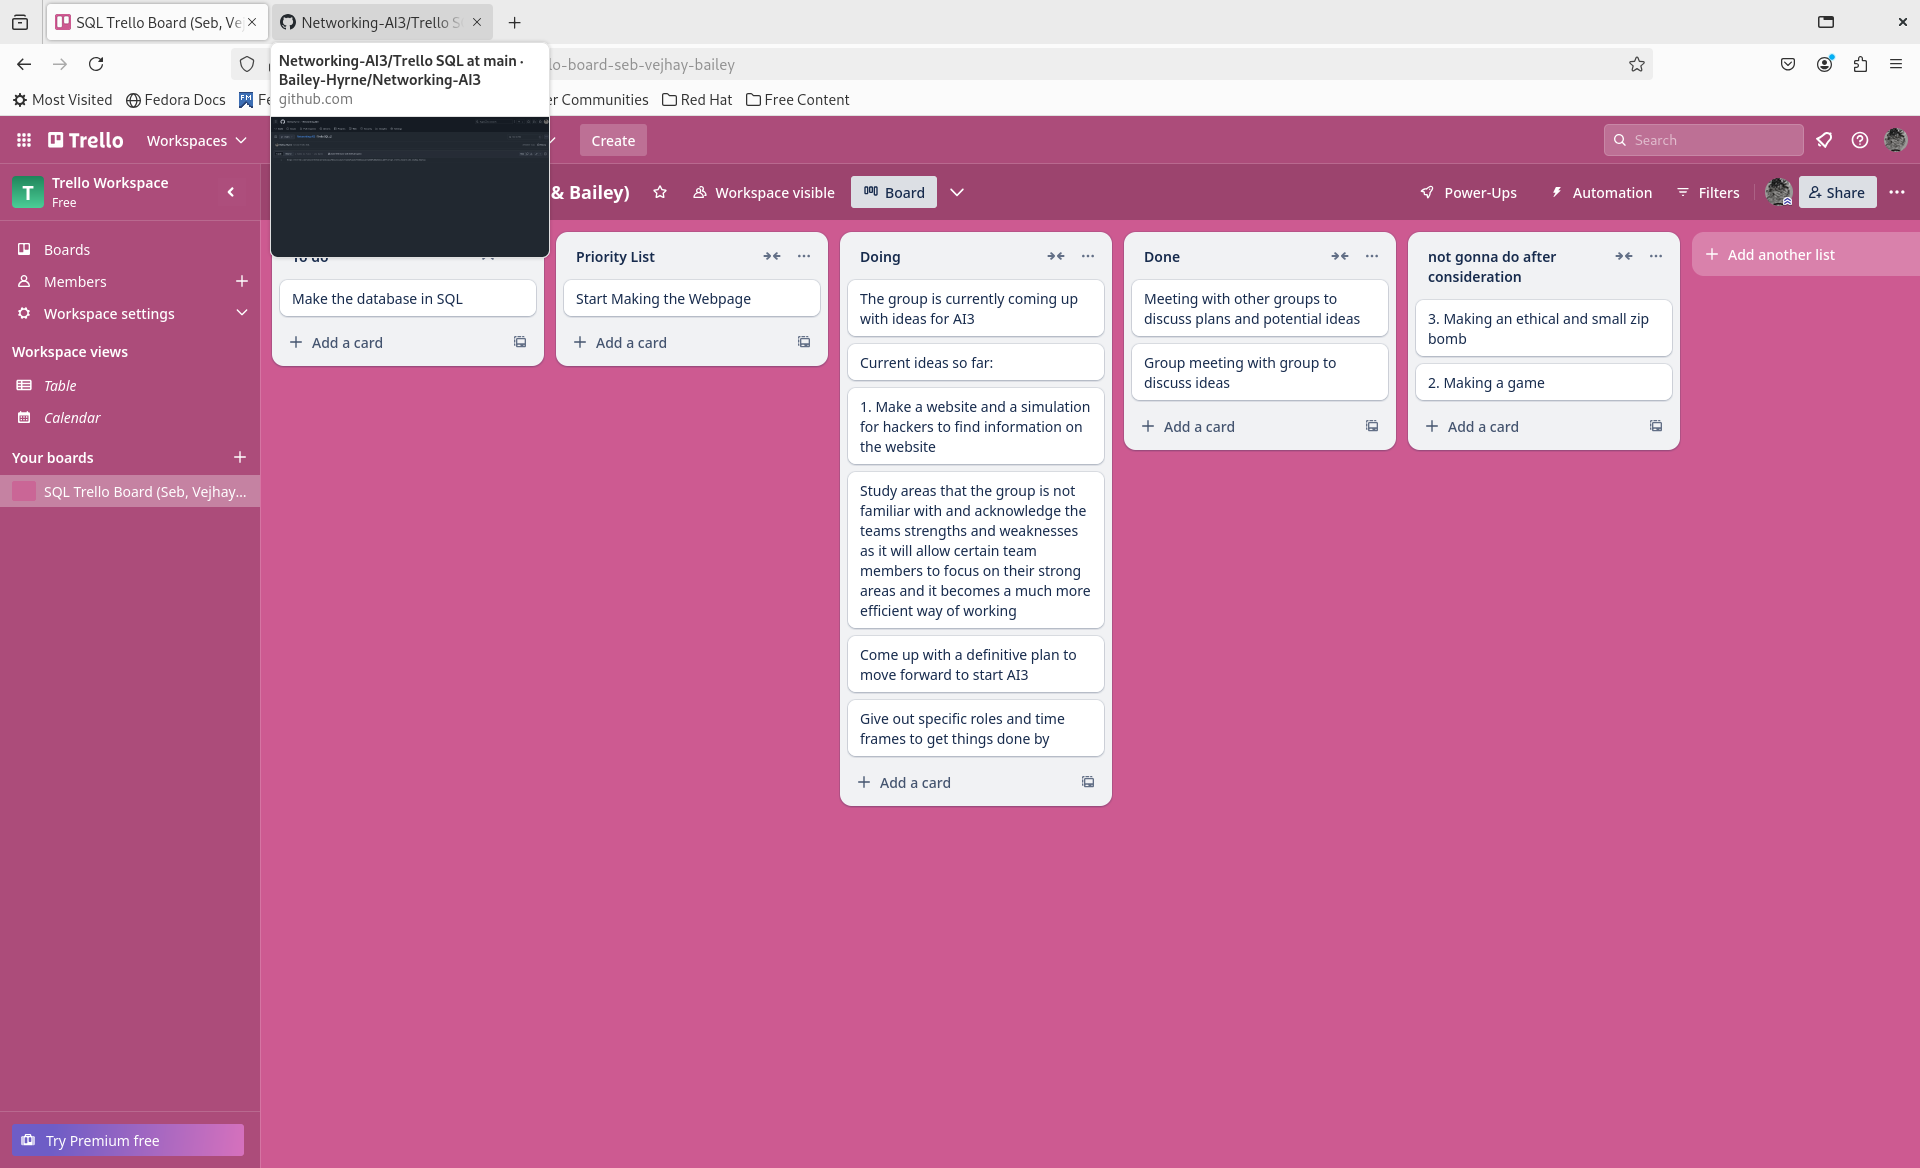 SQL Trello Board (Seb, Ve
Networking-AI3/Trello S
Networking-AI3/Trello SQL at main ·
Bailey-Hyrne/Networking-AI3
github.com
lo-board-seb-vejhay-bailey
Most Visited
Fedora Docs
Fe
er Communities
Red Hat
Free Content
Trello
Workspaces
Create
Search
T
Trello Workspace
Free
& Bailey)
Workspace visible
Board
Power-Ups
Automation
Filters
Share
Boards
Members
Workspace settings
Workspace views
Table
Calendar
Your boards
SQL Trello Board (Seb, Vejhay...
Try Premium free
To do
Make the database in SQL
Add a card
Priority List
Start Making the Webpage
Add a card
Doing
The group is currently coming up
with ideas for AI3
Current ideas so far:
1. Make a website and a simulation
for hackers to find information on
the website
Study areas that the group is not
familiar with and acknowledge the
teams strengths and weaknesses
as it will allow certain team
members to focus on their strong
areas and it becomes a much more
efficient way of working
Come up with a definitive plan to
move forward to start AI3
Give out specific roles and time
frames to get things done by
Add a card
Done
Meeting with other groups to
discuss plans and potential ideas
Group meeting with group to
discuss ideas
Add a card
not gonna do after
consideration
3. Making an ethical and small zip
bomb
2. Making a game
Add a card
Add another list